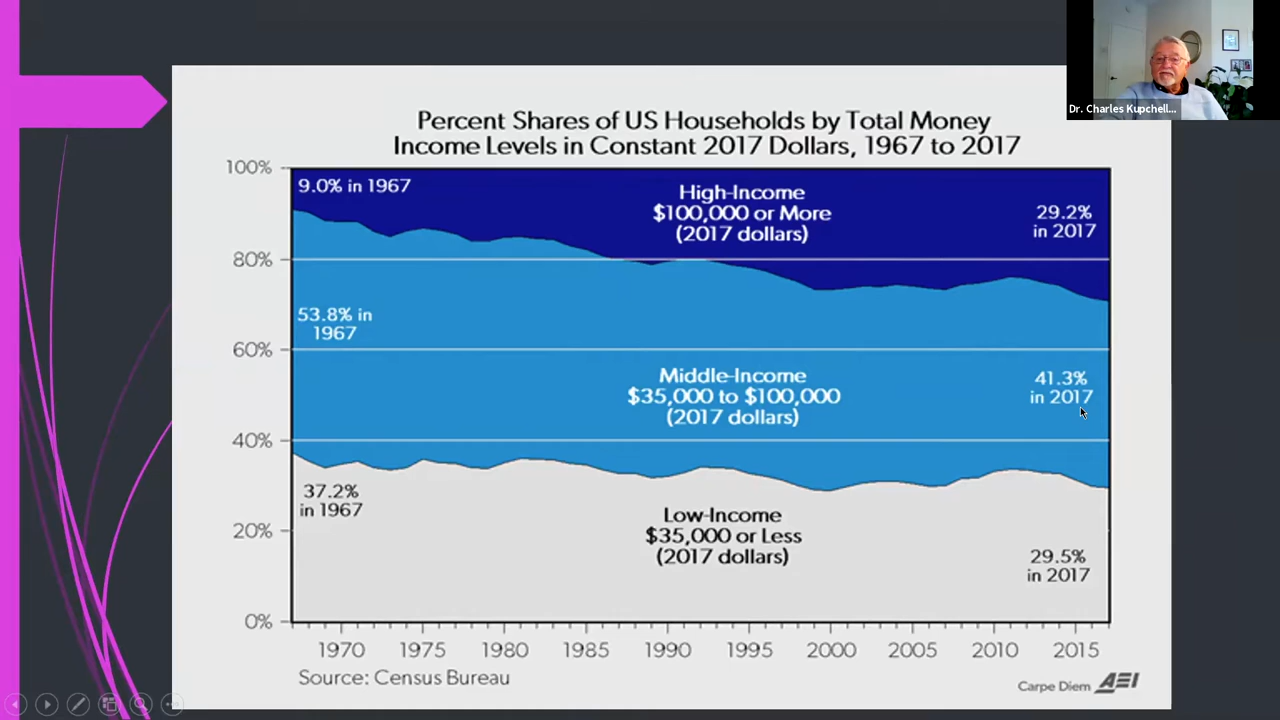 Dr. Charles Kupchell...
Percent Shares of US Households by Total Money
Income Levels in Constant 2017 Dollars, 1967 to 2017
100%
80%
60%
40%
20%
0%
9.0% in 1967
High-Income
$100,000 or More
(2017 dollars)
29.2%
in 2017
53.8% in
1967
Middle-Income
$35,000 to $100,000
(2017 dollars)
41.3%
in 2017
37.2%
in 1967
Low-Income
$35,000 or Less
(2017 dollars)
29.5%
in 2017
1970 1975 1980 1985 1990 1995 2000 2005 2010 2015
Source: Census Bureau
Carpe Diem AEI